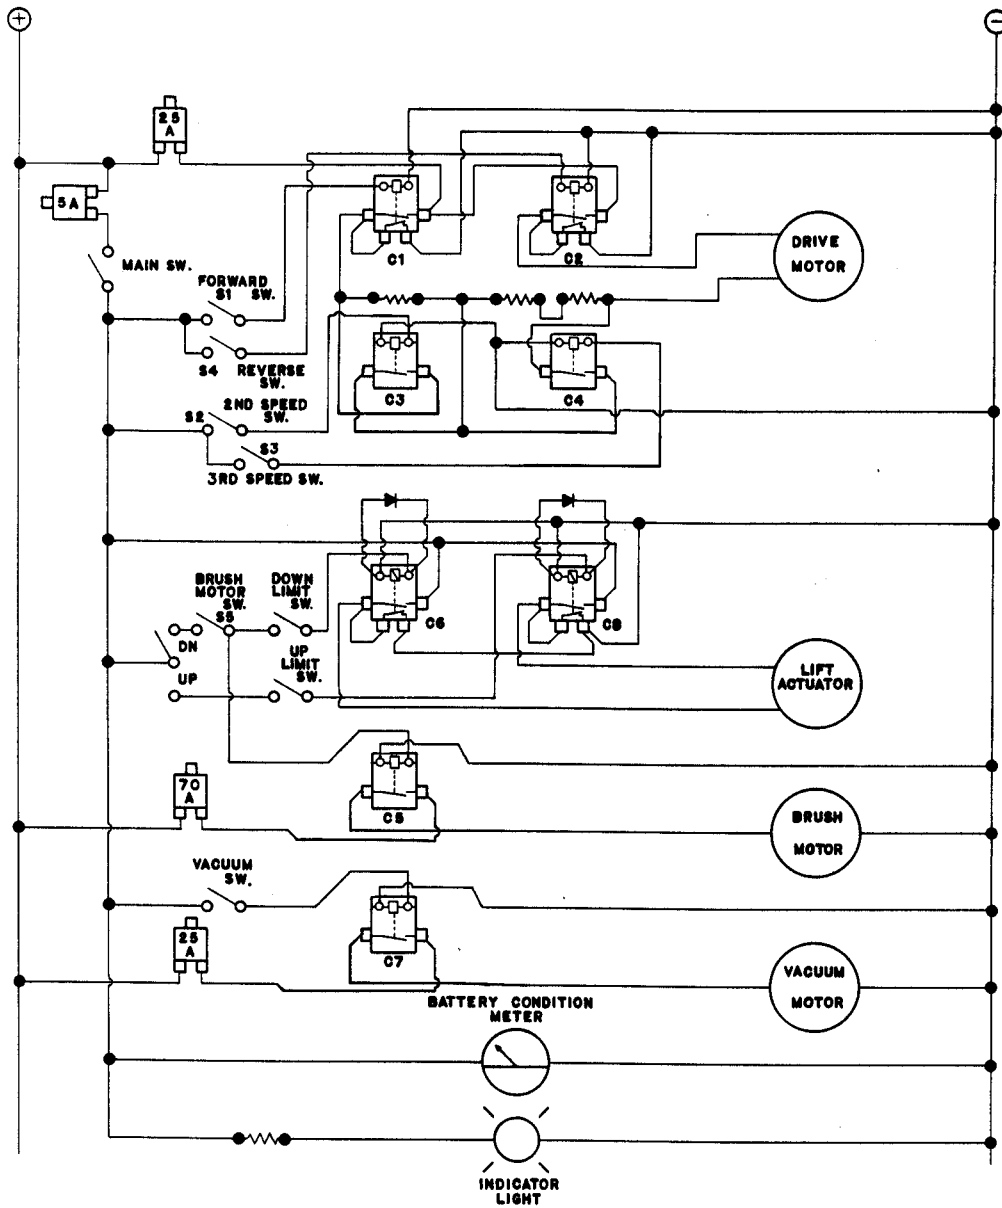 +
−
25
A
5A
MAIN SW.
FORWARD
S1 SW.
S4 REVERSE
SW.
C1
C2
DRIVE
MOTOR
2ND SPEED
S2 SW.
S3
3RD SPEED SW.
C3
C4
BRUSH
MOTOR
SW.
S5
DOWN
LIMIT
SW.
DN
UP
UP
LIMIT
SW.
C6
C8
LIFT
ACTUATOR
70
A
C5
BRUSH
MOTOR
VACUUM
SW.
25
A
C7
VACUUM
MOTOR
BATTERY CONDITION
METER
INDICATOR
LIGHT